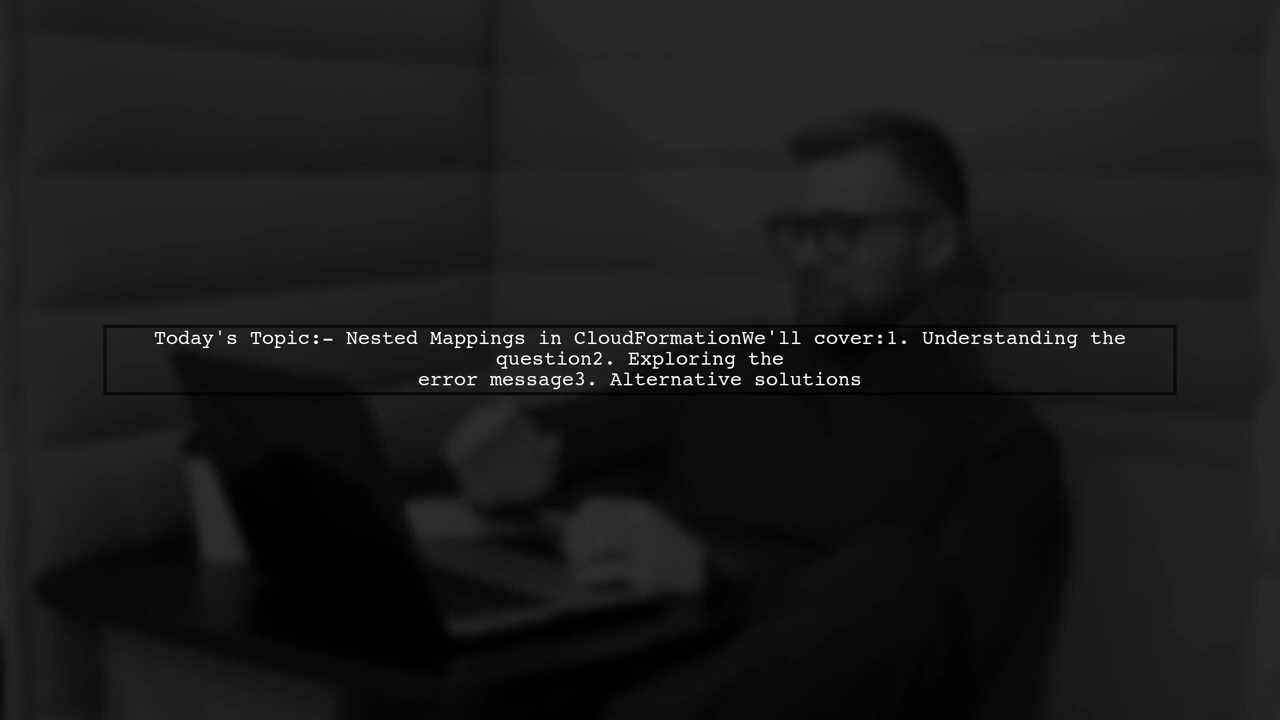 Today's Topic:– Nested Mappings in CloudFormationWe'll cover:1. Understanding the
question2. Exploring the
error message3. Alternative solutions